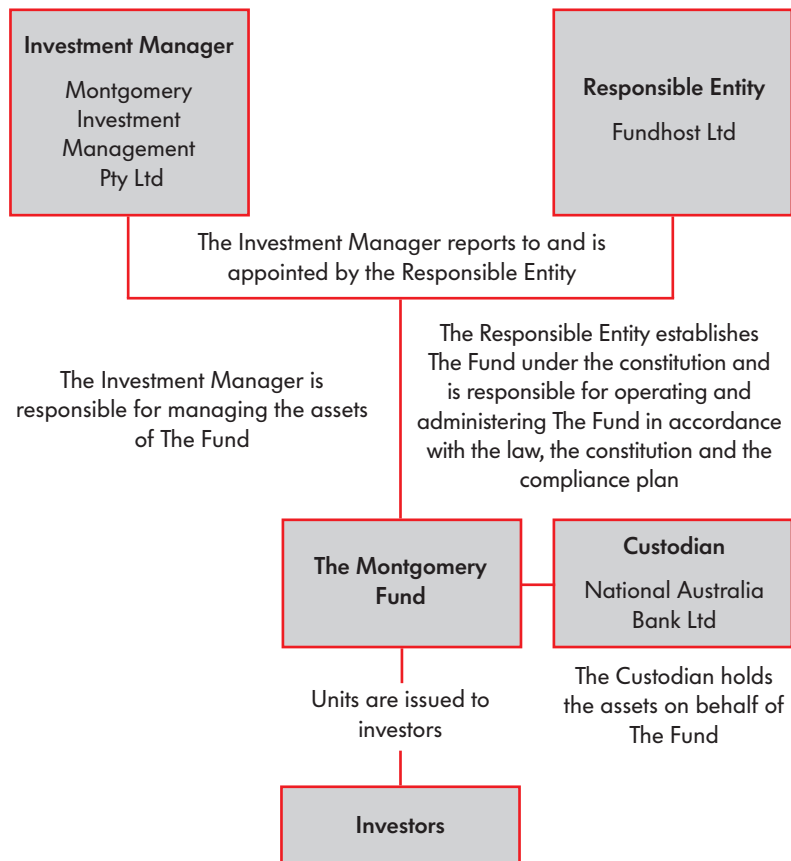 Investment Manager
Montgomery
Investment
Management
Pty Ltd
Responsible Entity
Fundhost Ltd
The Investment Manager reports to and is
appointed by the Responsible Entity
The Investment Manager is
responsible for managing the assets
of The Fund
The Responsible Entity establishes
The Fund under the constitution and
is responsible for operating and
administering The Fund in accordance
with the law, the constitution and the
compliance plan
The Montgomery
Fund
Custodian
National Australia
Bank Ltd
The Custodian holds
the assets on behalf of
The Fund
Units are issued to
investors
Investors